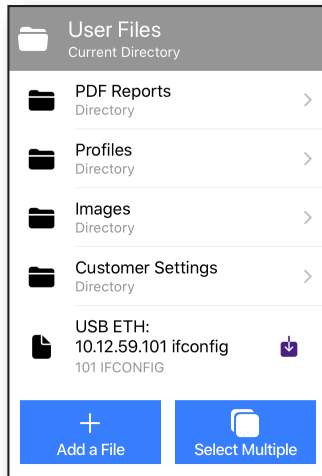 User Files
Current Directory
PDF Reports
Directory
Profiles
Directory
Images
Directory
Customer Settings
Directory
USB ETH:
10.12.59.101 ifconfig
101 IFCONFIG
Add a File
Select Multiple